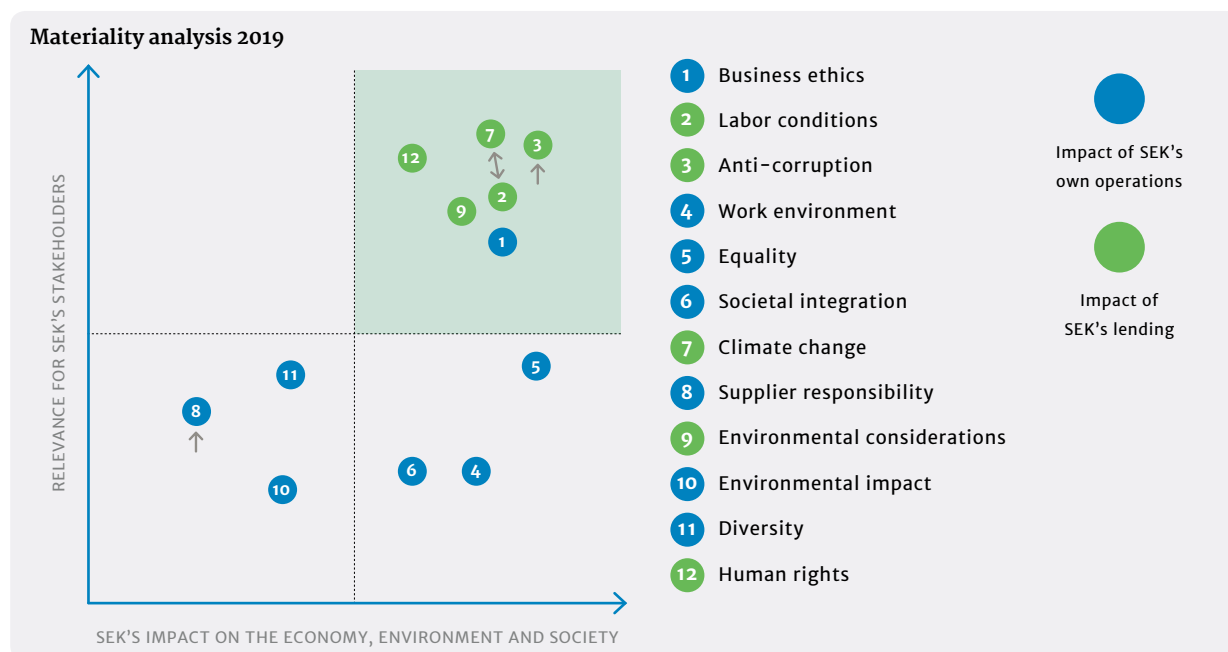 Materiality analysis 2019
RELEVANCE FOR SEK'S STAKEHOLDERS
7
3
12
2
9
1
5
11
8
6
4
10
SEK'S IMPACT ON THE ECONOMY, ENVIRONMENT AND SOCIETY
1 Business ethics
2 Labor conditions
3 Anti-corruption
4 Work environment
5 Equality
6 Societal integration
7 Climate change
8 Supplier responsibility
9 Environmental considerations
10 Environmental impact
11 Diversity
12 Human rights
Impact of SEK's
own operations
Impact of
SEK's lending